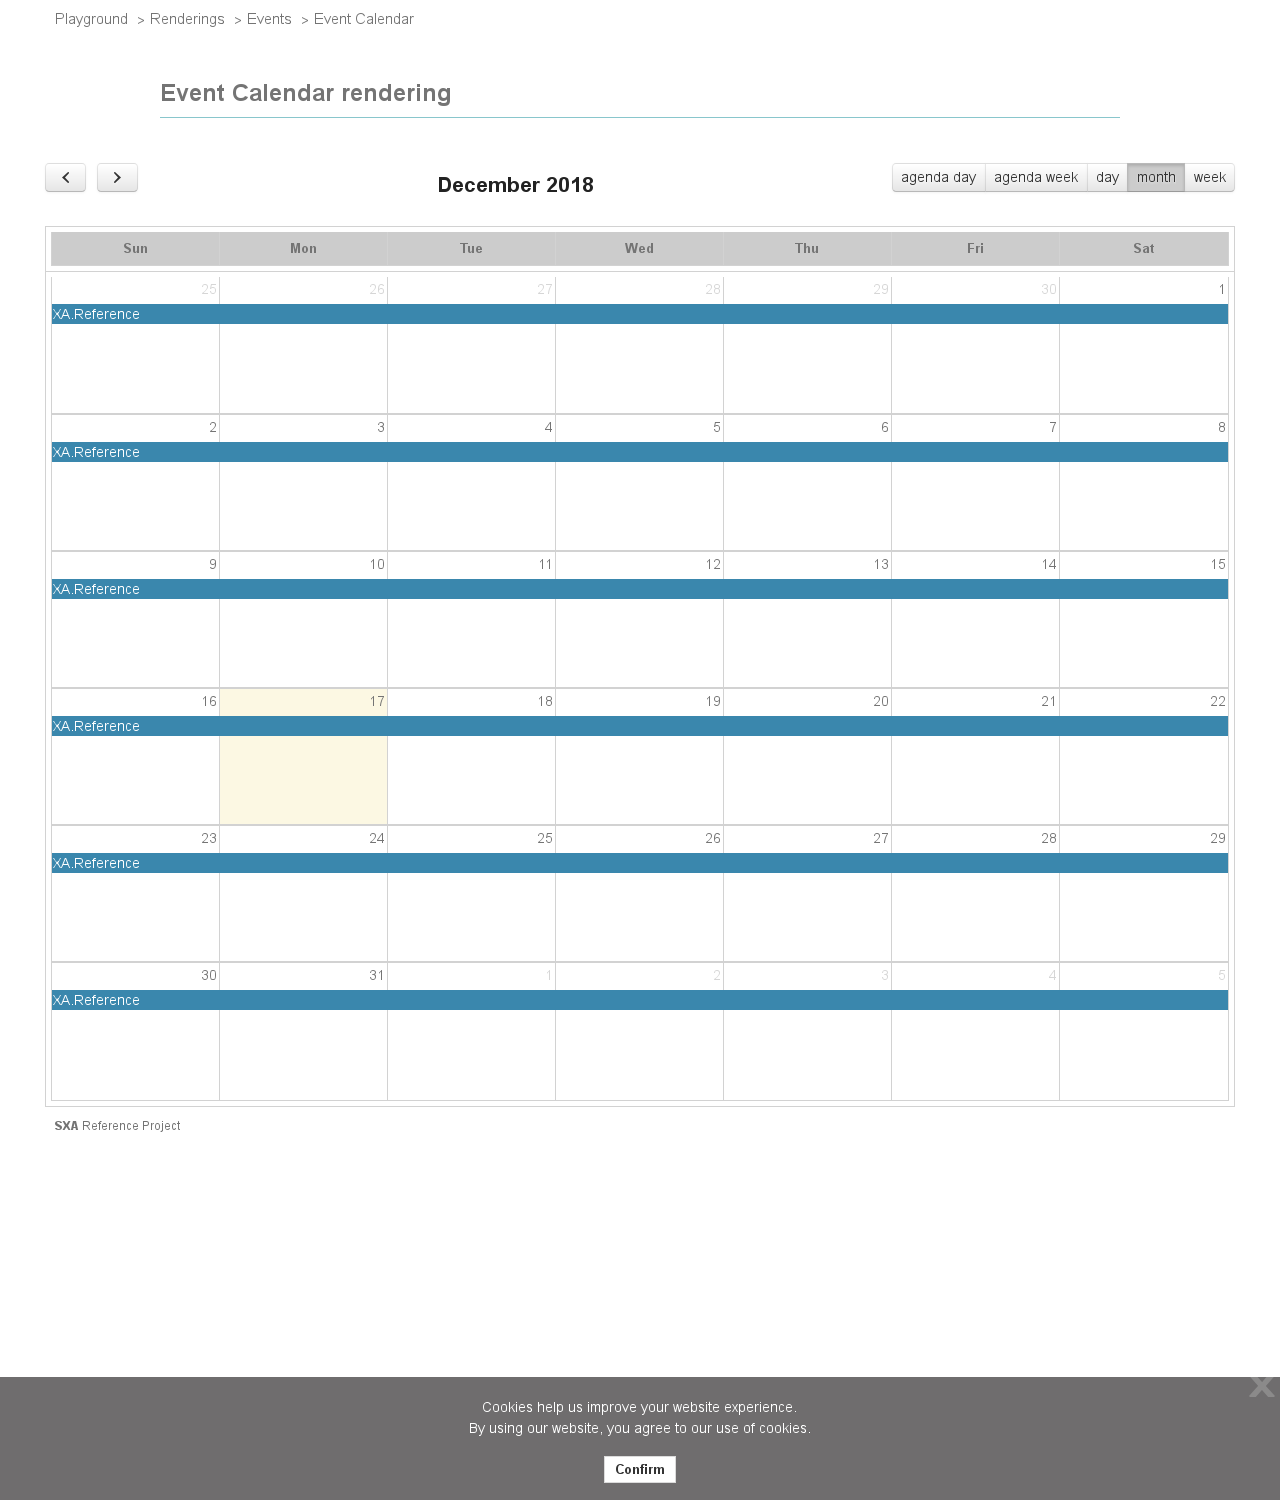 Playground > Renderings > Events > Event Calendar
Event Calendar rendering
December 2018
agenda day agenda week day month week
Sun Mon Tue Wed Thu Fri Sat
25 26 27 28 29 30 1
XA.Reference
2 3 4 5 6 7 8
XA.Reference
9 10 11 12 13 14 15
XA.Reference
16 17 18 19 20 21 22
XA.Reference
23 24 25 26 27 28 29
XA.Reference
30 31 1 2 3 4 5
XA.Reference
SXA Reference Project
Cookies help us improve your website experience.
By using our website, you agree to our use of cookies.
Confirm